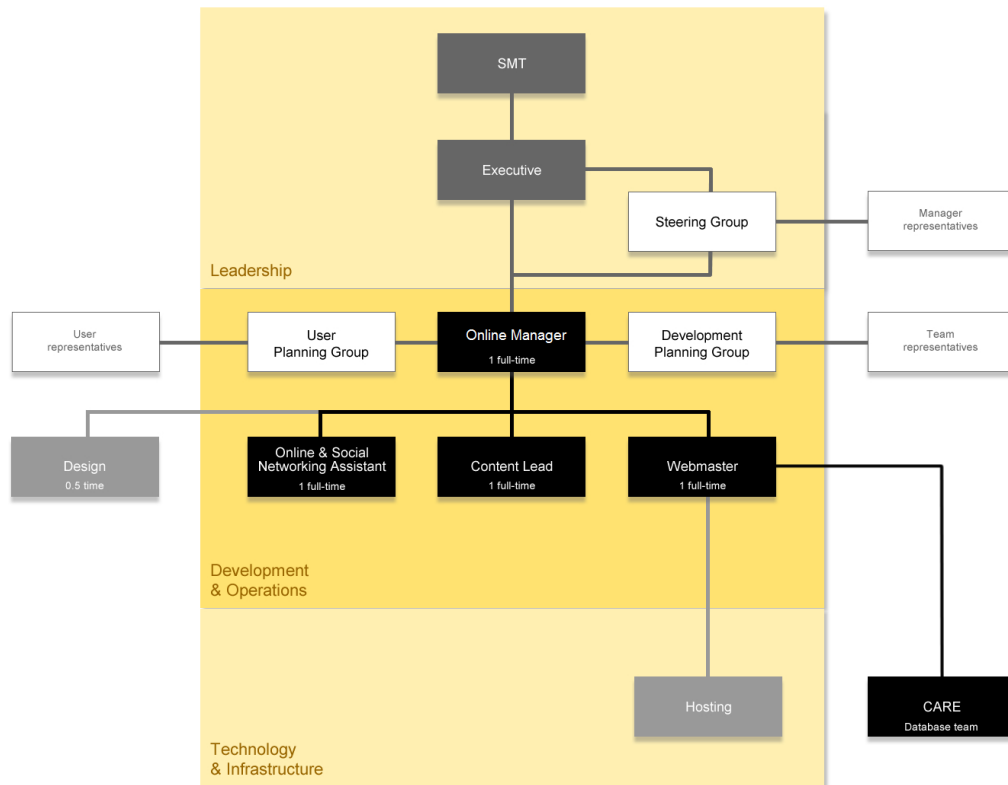 SMT
Executive
Steering Group
Manager
representatives
Leadership
User
representatives
User
Planning Group
Online Manager
1 full-time
Development
Planning Group
Team
representatives
Design
0.5 time
Online & Social
Networking Assistant
1 full-time
Content Lead
1 full-time
Webmaster
1 full-time
Development
& Operations
Hosting
CARE
Database team
Technology
& Infrastructure